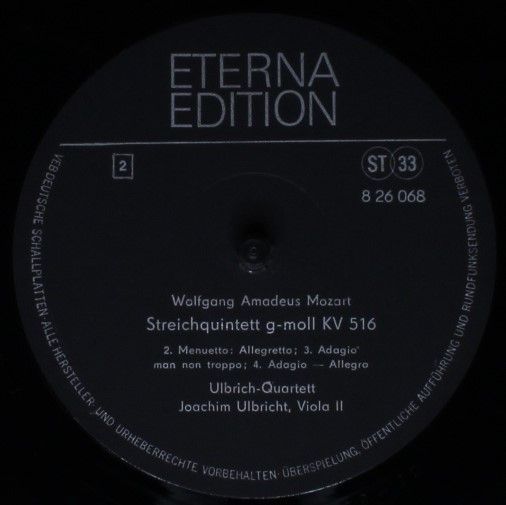 ETERNA
EDITION
2
ST 33
8 26 068
Wolfgang Amadeus Mozart
Streichquintett g-moll KV 516
2. Menuetto: Allegretto; 3. Adagio
man non troppo; 4. Adagio — Allegro
Ulbrich-Quartett
Joachim Ulbricht, Viola II
VEB DEUTSCHE SCHALLPLATTEN · ALLE HERSTELLER- UND URHEBERRECHTE VORBEHALTEN · ÜBERSPIELUNG, ÖFFENTLICHE AUFFÜHRUNG UND RUNDFUNKSENDUNG VERBOTEN